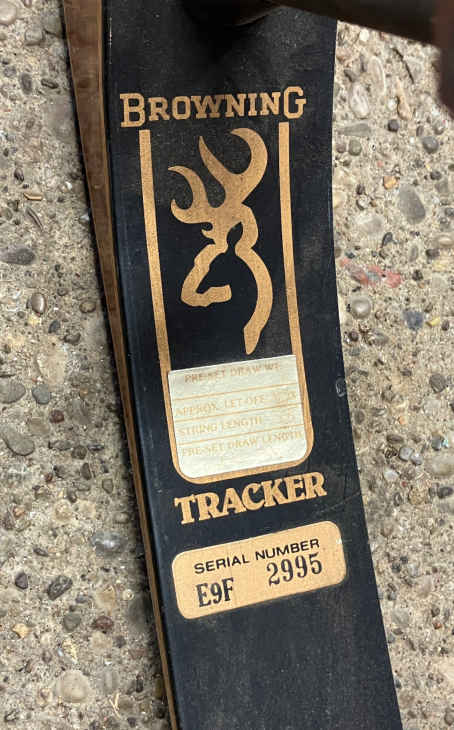 BROWNING
PRE-SET DRAW WT.
APPROX. LET-OFF
STRING LENGTH
PRE-SET DRAW LENGTH
TRACKER
SERIAL NUMBER
E9F 2995